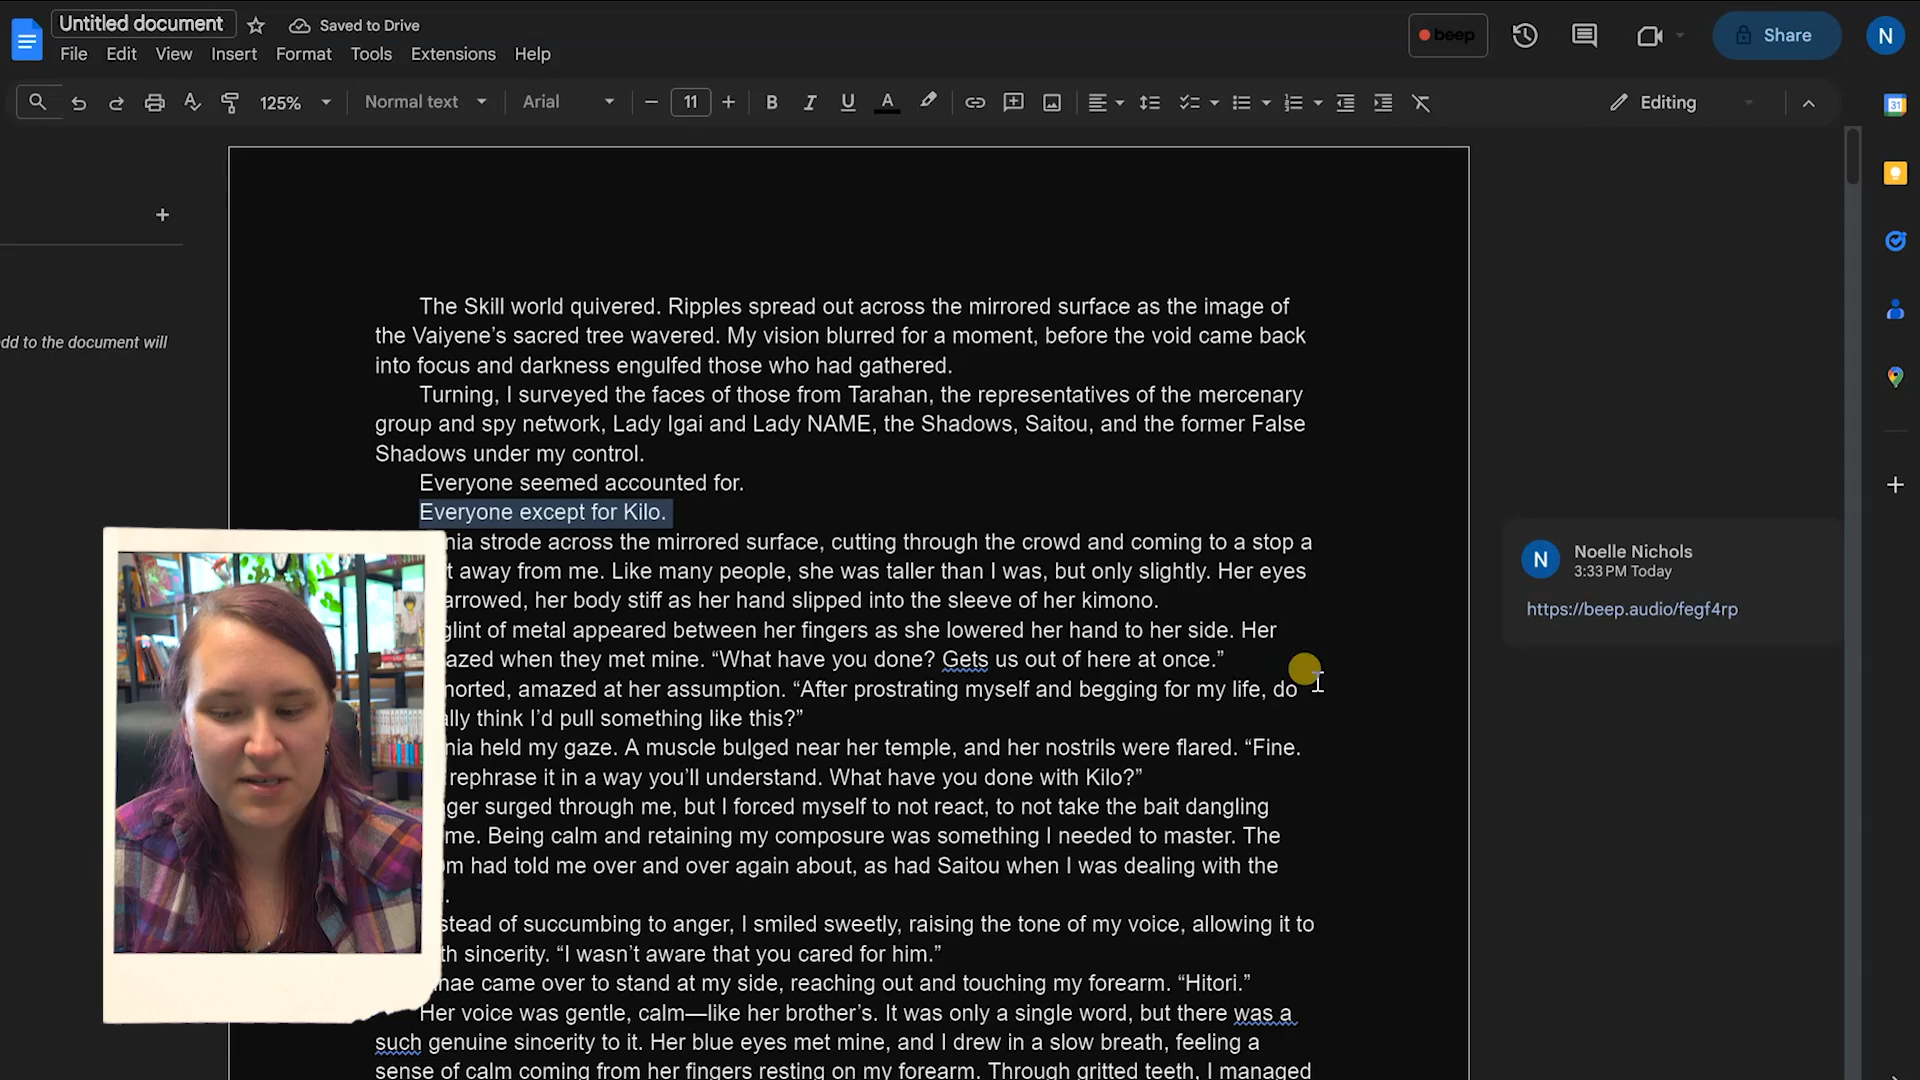 Untitled document
Saved to Drive
beep
Share
N
File Edit View Insert Format Tools Extensions Help
125% Normal text Arial 11 Editing
31
dd to the document will
The Skill world quivered. Ripples spread out across the mirrored surface as the image of
the Vaiyene’s sacred tree wavered. My vision blurred for a moment, before the void came back
into focus and darkness engulfed those who had gathered.
Turning, I surveyed the faces of those from Tarahan, the representatives of the mercenary
group and spy network, Lady Igai and Lady NAME, the Shadows, Saitou, and the former False
Shadows under my control.
Everyone seemed accounted for.
Everyone except for Kilo.
nia strode across the mirrored surface, cutting through the crowd and coming to a stop a
t away from me. Like many people, she was taller than I was, but only slightly. Her eyes
arrowed, her body stiff as her hand slipped into the sleeve of her kimono.
glint of metal appeared between her fingers as she lowered her hand to her side. Her
azed when they met mine. “What have you done? Gets us out of here at once.”
norted, amazed at her assumption. “After prostrating myself and begging for my life, do
ally think I’d pull something like this?”
nia held my gaze. A muscle bulged near her temple, and her nostrils were flared. “Fine.
rephrase it in a way you’ll understand. What have you done with Kilo?”
nger surged through me, but I forced myself to not react, to not take the bait dangling
me. Being calm and retaining my composure was something I needed to master. The
om had told me over and over again about, as had Saitou when I was dealing with the
.
stead of succumbing to anger, I smiled sweetly, raising the tone of my voice, allowing it to
th sincerity. “I wasn’t aware that you cared for him.”
nae came over to stand at my side, reaching out and touching my forearm. “Hitori.”
Her voice was gentle, calm—like her brother’s. It was only a single word, but there was a
such genuine sincerity to it. Her blue eyes met mine, and I drew in a slow breath, feeling a
sense of calm coming from her fingers resting on my forearm. Through gritted teeth, I managed
N
Noelle Nichols
3:33 PM Today
https://beep.audio/fegf4rp